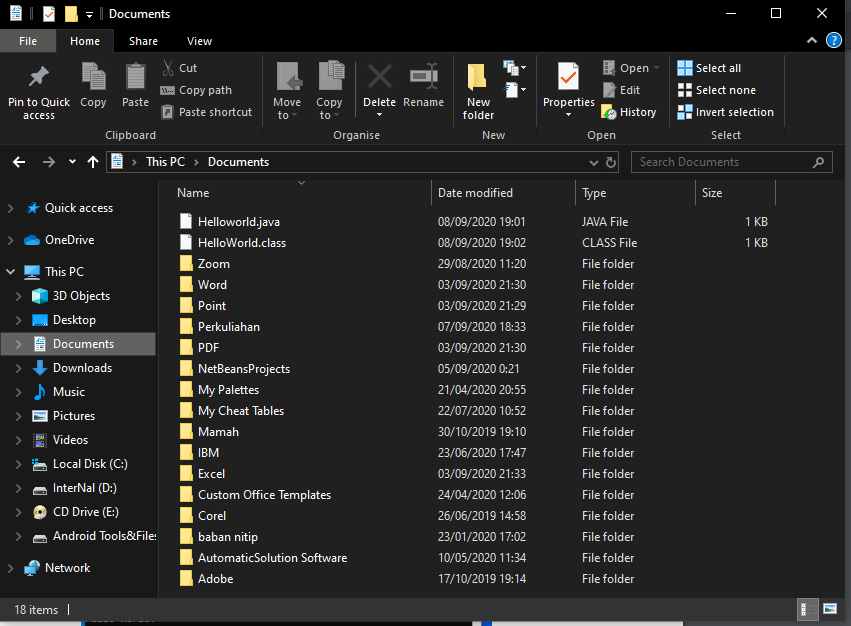 Documents
File Home Share View
Pin to Quick access
Copy
Paste
Cut
Copy path
Paste shortcut
Clipboard
Move to
Copy to
Delete
Rename
Organise
New folder
New
Properties
Open
Edit
History
Open
Select all
Select none
Invert selection
Select
This PC > Documents
Search Documents
Name Date modified Type Size
Quick access
OneDrive
This PC
3D Objects
Desktop
Documents
Downloads
Music
Pictures
Videos
Local Disk (C:)
InterNal (D:)
CD Drive (E:)
Android Tools&Files
Network
Helloworld.java 08/09/2020 19:01 JAVA File 1 KB
HelloWorld.class 08/09/2020 19:02 CLASS File 1 KB
Zoom 29/08/2020 11:20 File folder
Word 03/09/2020 21:30 File folder
Point 03/09/2020 21:29 File folder
Perkuliahan 07/09/2020 18:33 File folder
PDF 03/09/2020 21:30 File folder
NetBeansProjects 05/09/2020 0:21 File folder
My Palettes 21/04/2020 20:55 File folder
My Cheat Tables 22/07/2020 10:52 File folder
Mamah 30/10/2019 19:10 File folder
IBM 23/06/2020 17:47 File folder
Excel 03/09/2020 21:33 File folder
Custom Office Templates 24/04/2020 12:06 File folder
Corel 26/06/2019 14:58 File folder
baban nitip 23/01/2020 17:02 File folder
AutomaticSolution Software 10/05/2020 11:34 File folder
Adobe 17/10/2019 19:14 File folder
18 items